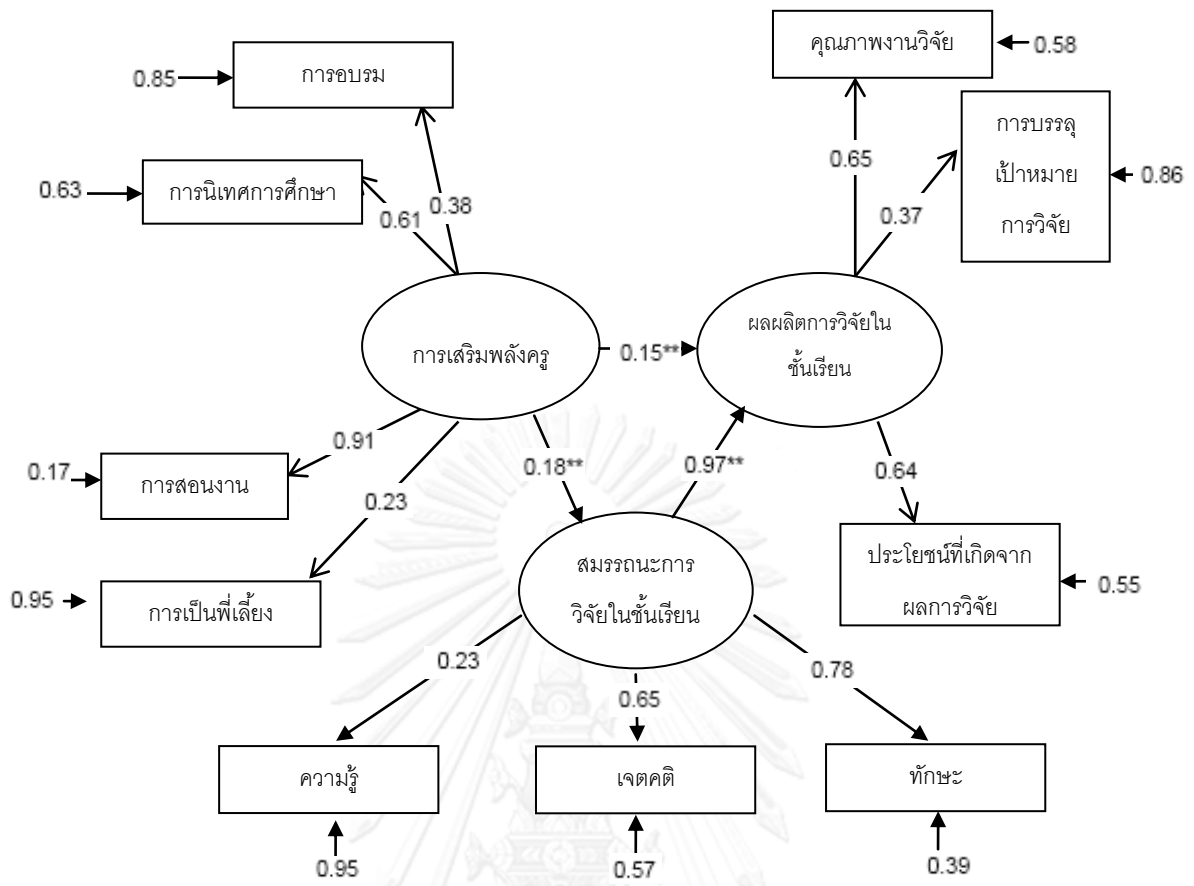 คุณภาพงานวิจัย
0.58
0.85
การอบรม
การบรรลุ
เป้าหมาย
การวิจัย
0.86
0.65
0.63
การนิเทศการศึกษา
0.61
0.38
0.37
การเสริมพลังครู
0.15**
ผลผลิตการวิจัยใน
ชั้นเรียน
0.91
0.17
การสอนงาน
0.18**
0.97**
0.64
0.23
ประโยชน์ที่เกิดจาก
ผลการวิจัย
0.55
สมรรถนะการ
วิจัยในชั้นเรียน
0.95
การเป็นพี่เลี้ยง
0.23
0.65
0.78
ความรู้
เจตคติ
ทักษะ
0.95
0.57
0.39